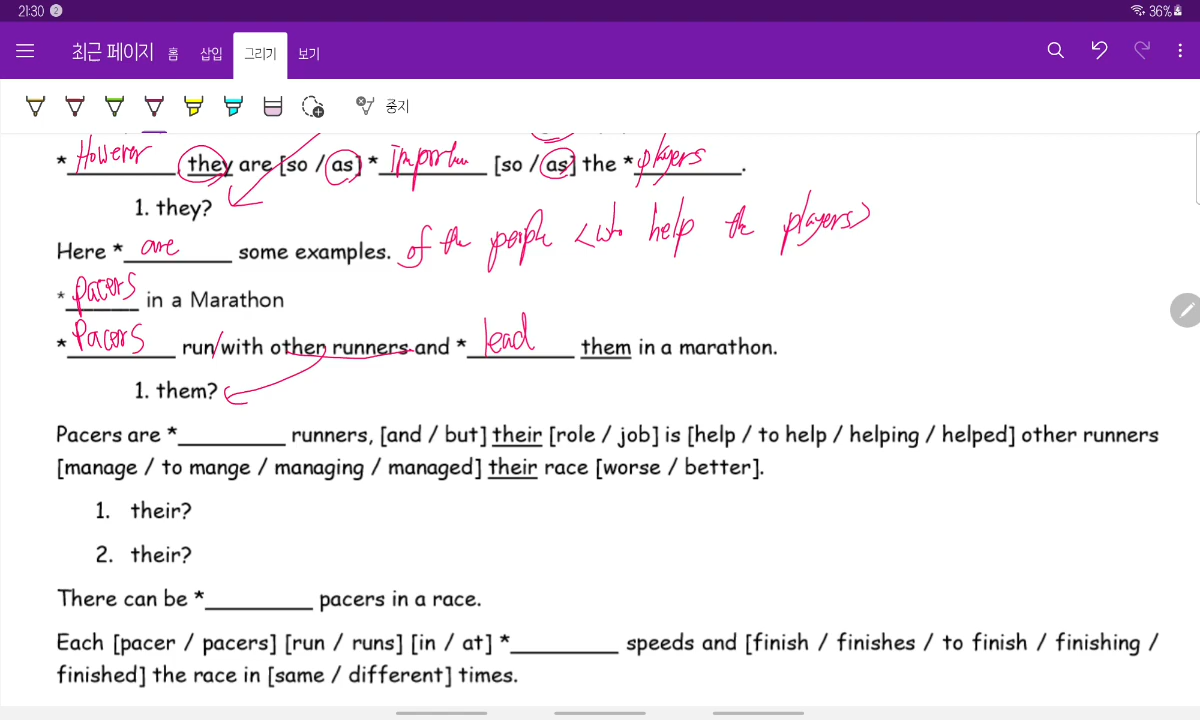 21:30 2 36%
최근 페이지 홈 삽입 그리기 보기
중지
* However they are [so / as] * Importan [so / as] the * players.
1. they?
Here * are some examples. of the people <who help the players>
* Pacers in a Marathon
* Pacers run/with other runners and * lead them in a marathon.
1. them?
Pacers are *__________ runners, [and / but] their [role / job] is [help / to help / helping / helped] other runners
[manage / to mange / managing / managed] their race [worse / better].
1. their?
2. their?
There can be *__________ pacers in a race.
Each [pacer / pacers] [run / runs] [in / at] *__________ speeds and [finish / finishes / to finish / finishing /
finished] the race in [same / different] times.